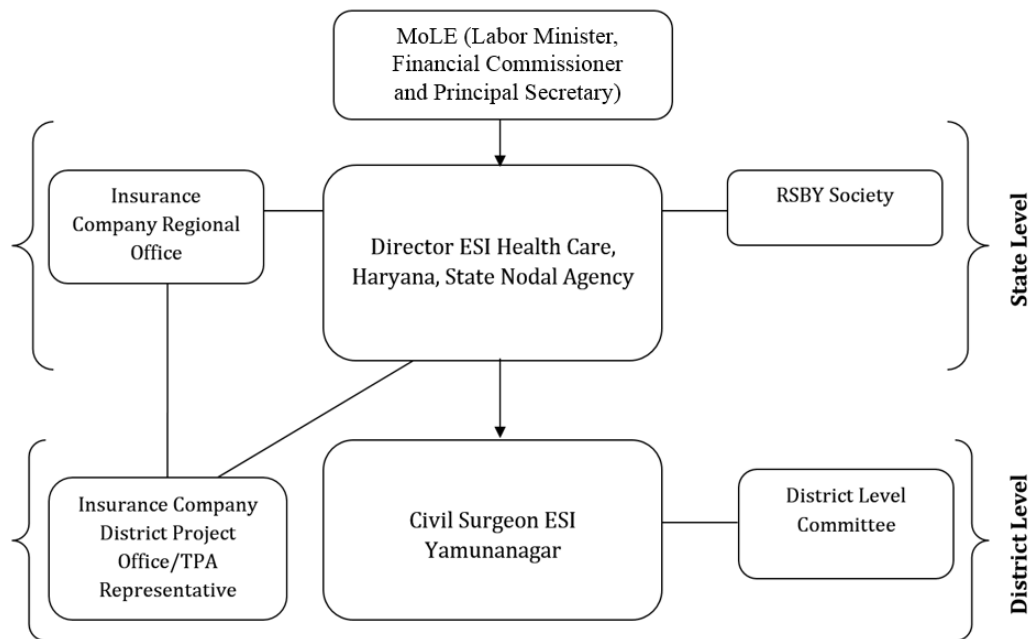 MoLE (Labor Minister,
Financial Commissioner
and Principal Secretary)
Insurance
Company Regional
Office
Director ESI Health Care,
Haryana, State Nodal Agency
RSBY Society
State Level
Insurance Company
District Project
Office/TPA
Representative
Civil Surgeon ESI
Yamunanagar
District Level
Committee
District Level